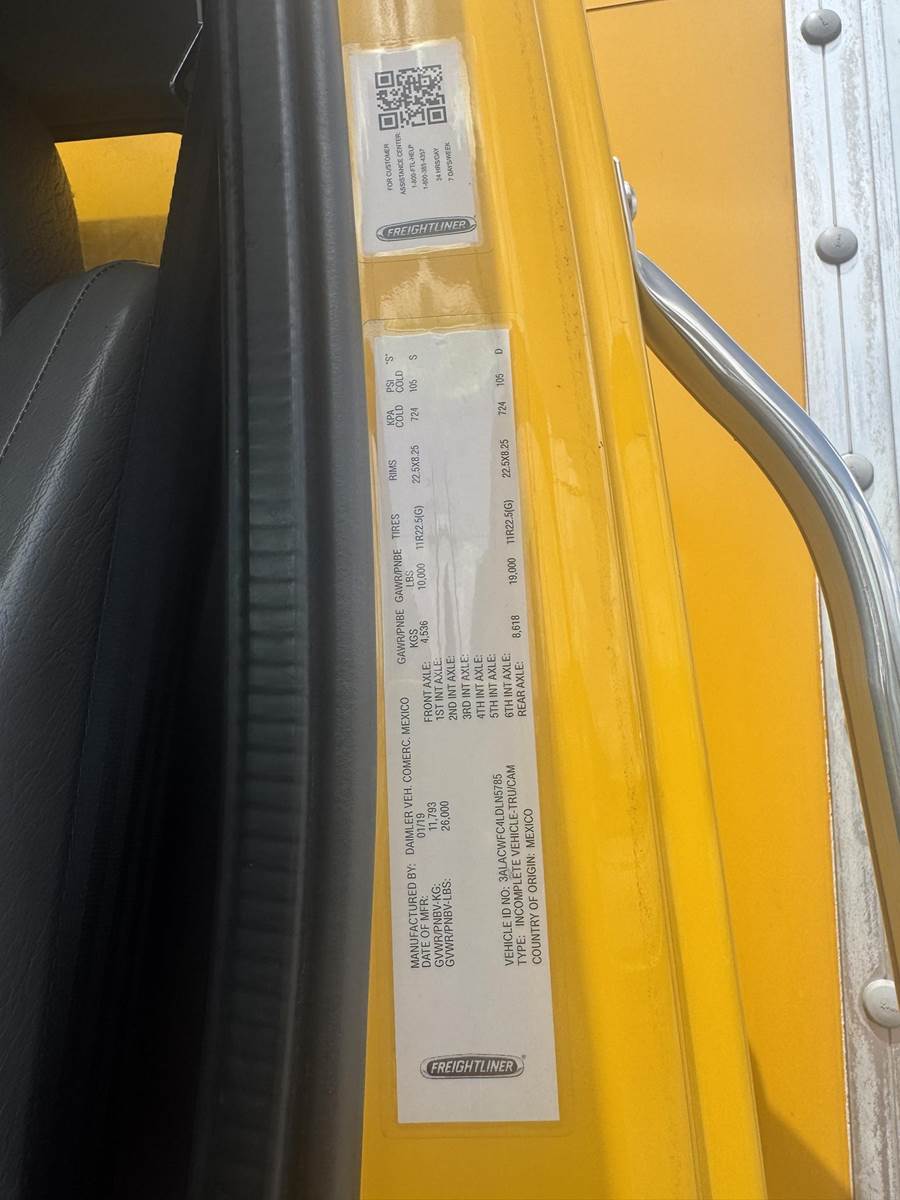 FOR CUSTOMER
ASSISTANCE CENTER:
1-800-FTL-HELP
1-800-385-4357
24 HRS/DAY
7 DAYS/WEEK
FREIGHTLINER
MANUFACTURED BY: DAIMLER VEH. COMERC. MEXICO
DATE OF MFR: 01/19
GVWR/PNBV-KG: 11,793
GVWR/PNBV-LBS: 26,000
VEHICLE ID NO: 3ALACWFC4LDLN5785
TYPE: INCOMPLETE VEHICLE-TRU/CAM
COUNTRY OF ORIGIN: MEXICO
GAWR/PNBE KGS GAWR/PNBE LBS TIRES RIMS KPA COLD PSI COLD "S"
FRONT AXLE: 4,536 10,000 11R22.5(G) 22.5X8.25 724 105 S
1ST INT AXLE:
2ND INT AXLE:
3RD INT AXLE:
4TH INT AXLE:
5TH INT AXLE:
6TH INT AXLE:
REAR AXLE: 8,618 19,000 11R22.5(G) 22.5X8.25 724 105 D
FREIGHTLINER®